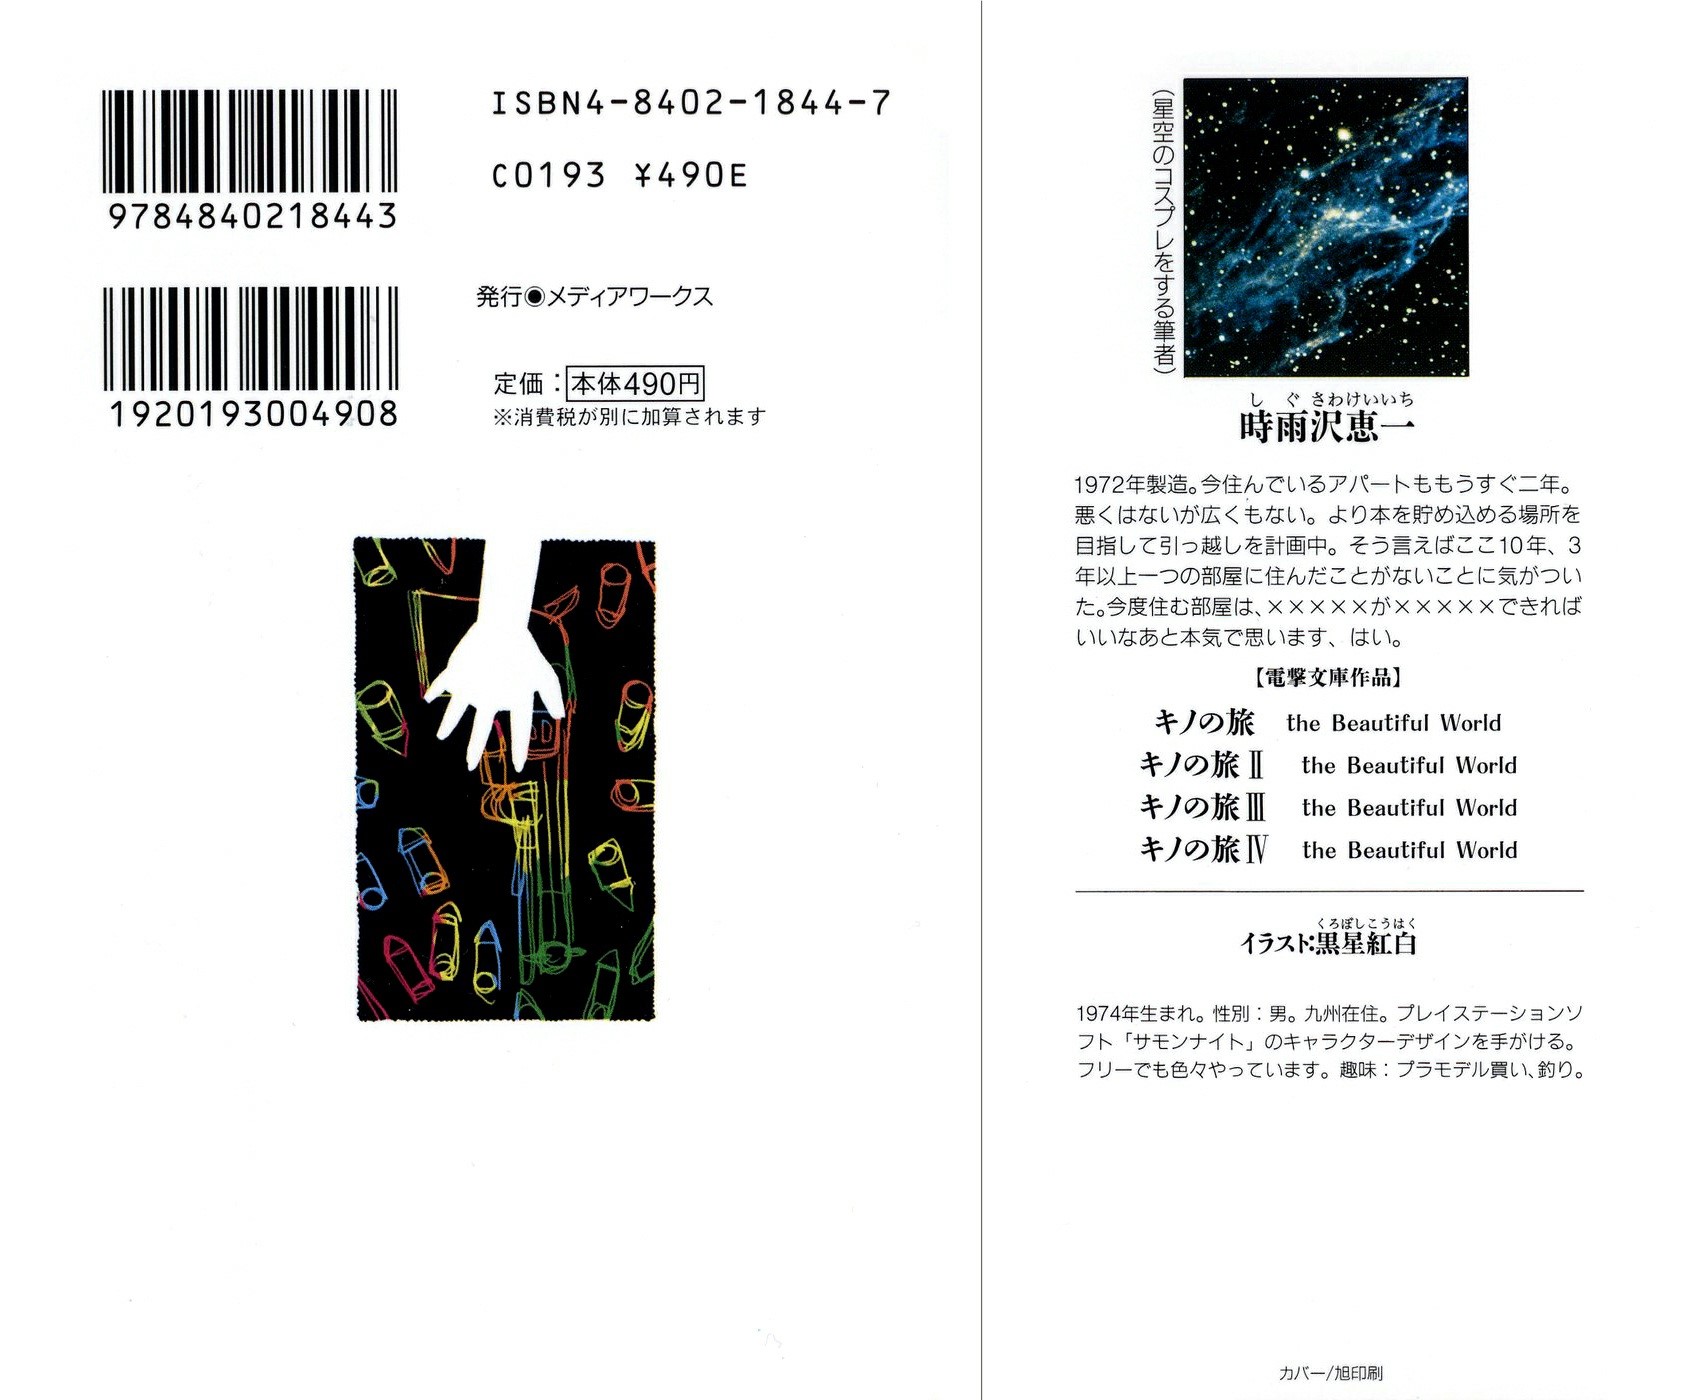 9784840218443
1920193004908
ISBN4-8402-1844-7
C0193 ¥490E
発行◉メディアワークス
定価：本体490円
※消費税が別に加算されます
（星空のコスプレをする筆者）
しぐさわけいいち
時雨沢恵一
1972年製造。今住んでいるアパートももうすぐ二年。
悪くはないが広くもない。より本を貯め込める場所を
目指して引っ越しを計画中。そう言えばここ10年、3
年以上一つの部屋に住んだことがないことに気がつい
た。今度住む部屋は、×××××が×××××できれば
いいなあと本気で思います、はい。
【電撃文庫作品】
キノの旅 the Beautiful World
キノの旅Ⅱ the Beautiful World
キノの旅Ⅲ the Beautiful World
キノの旅Ⅳ the Beautiful World
くろぼしこうはく
イラスト:黒星紅白
1974年生まれ。性別：男。九州在住。プレイステーションソ
フト「サモンナイト」のキャラクターデザインを手がける。
フリーでも色々やっています。趣味：プラモデル買い、釣り。
カバー/旭印刷